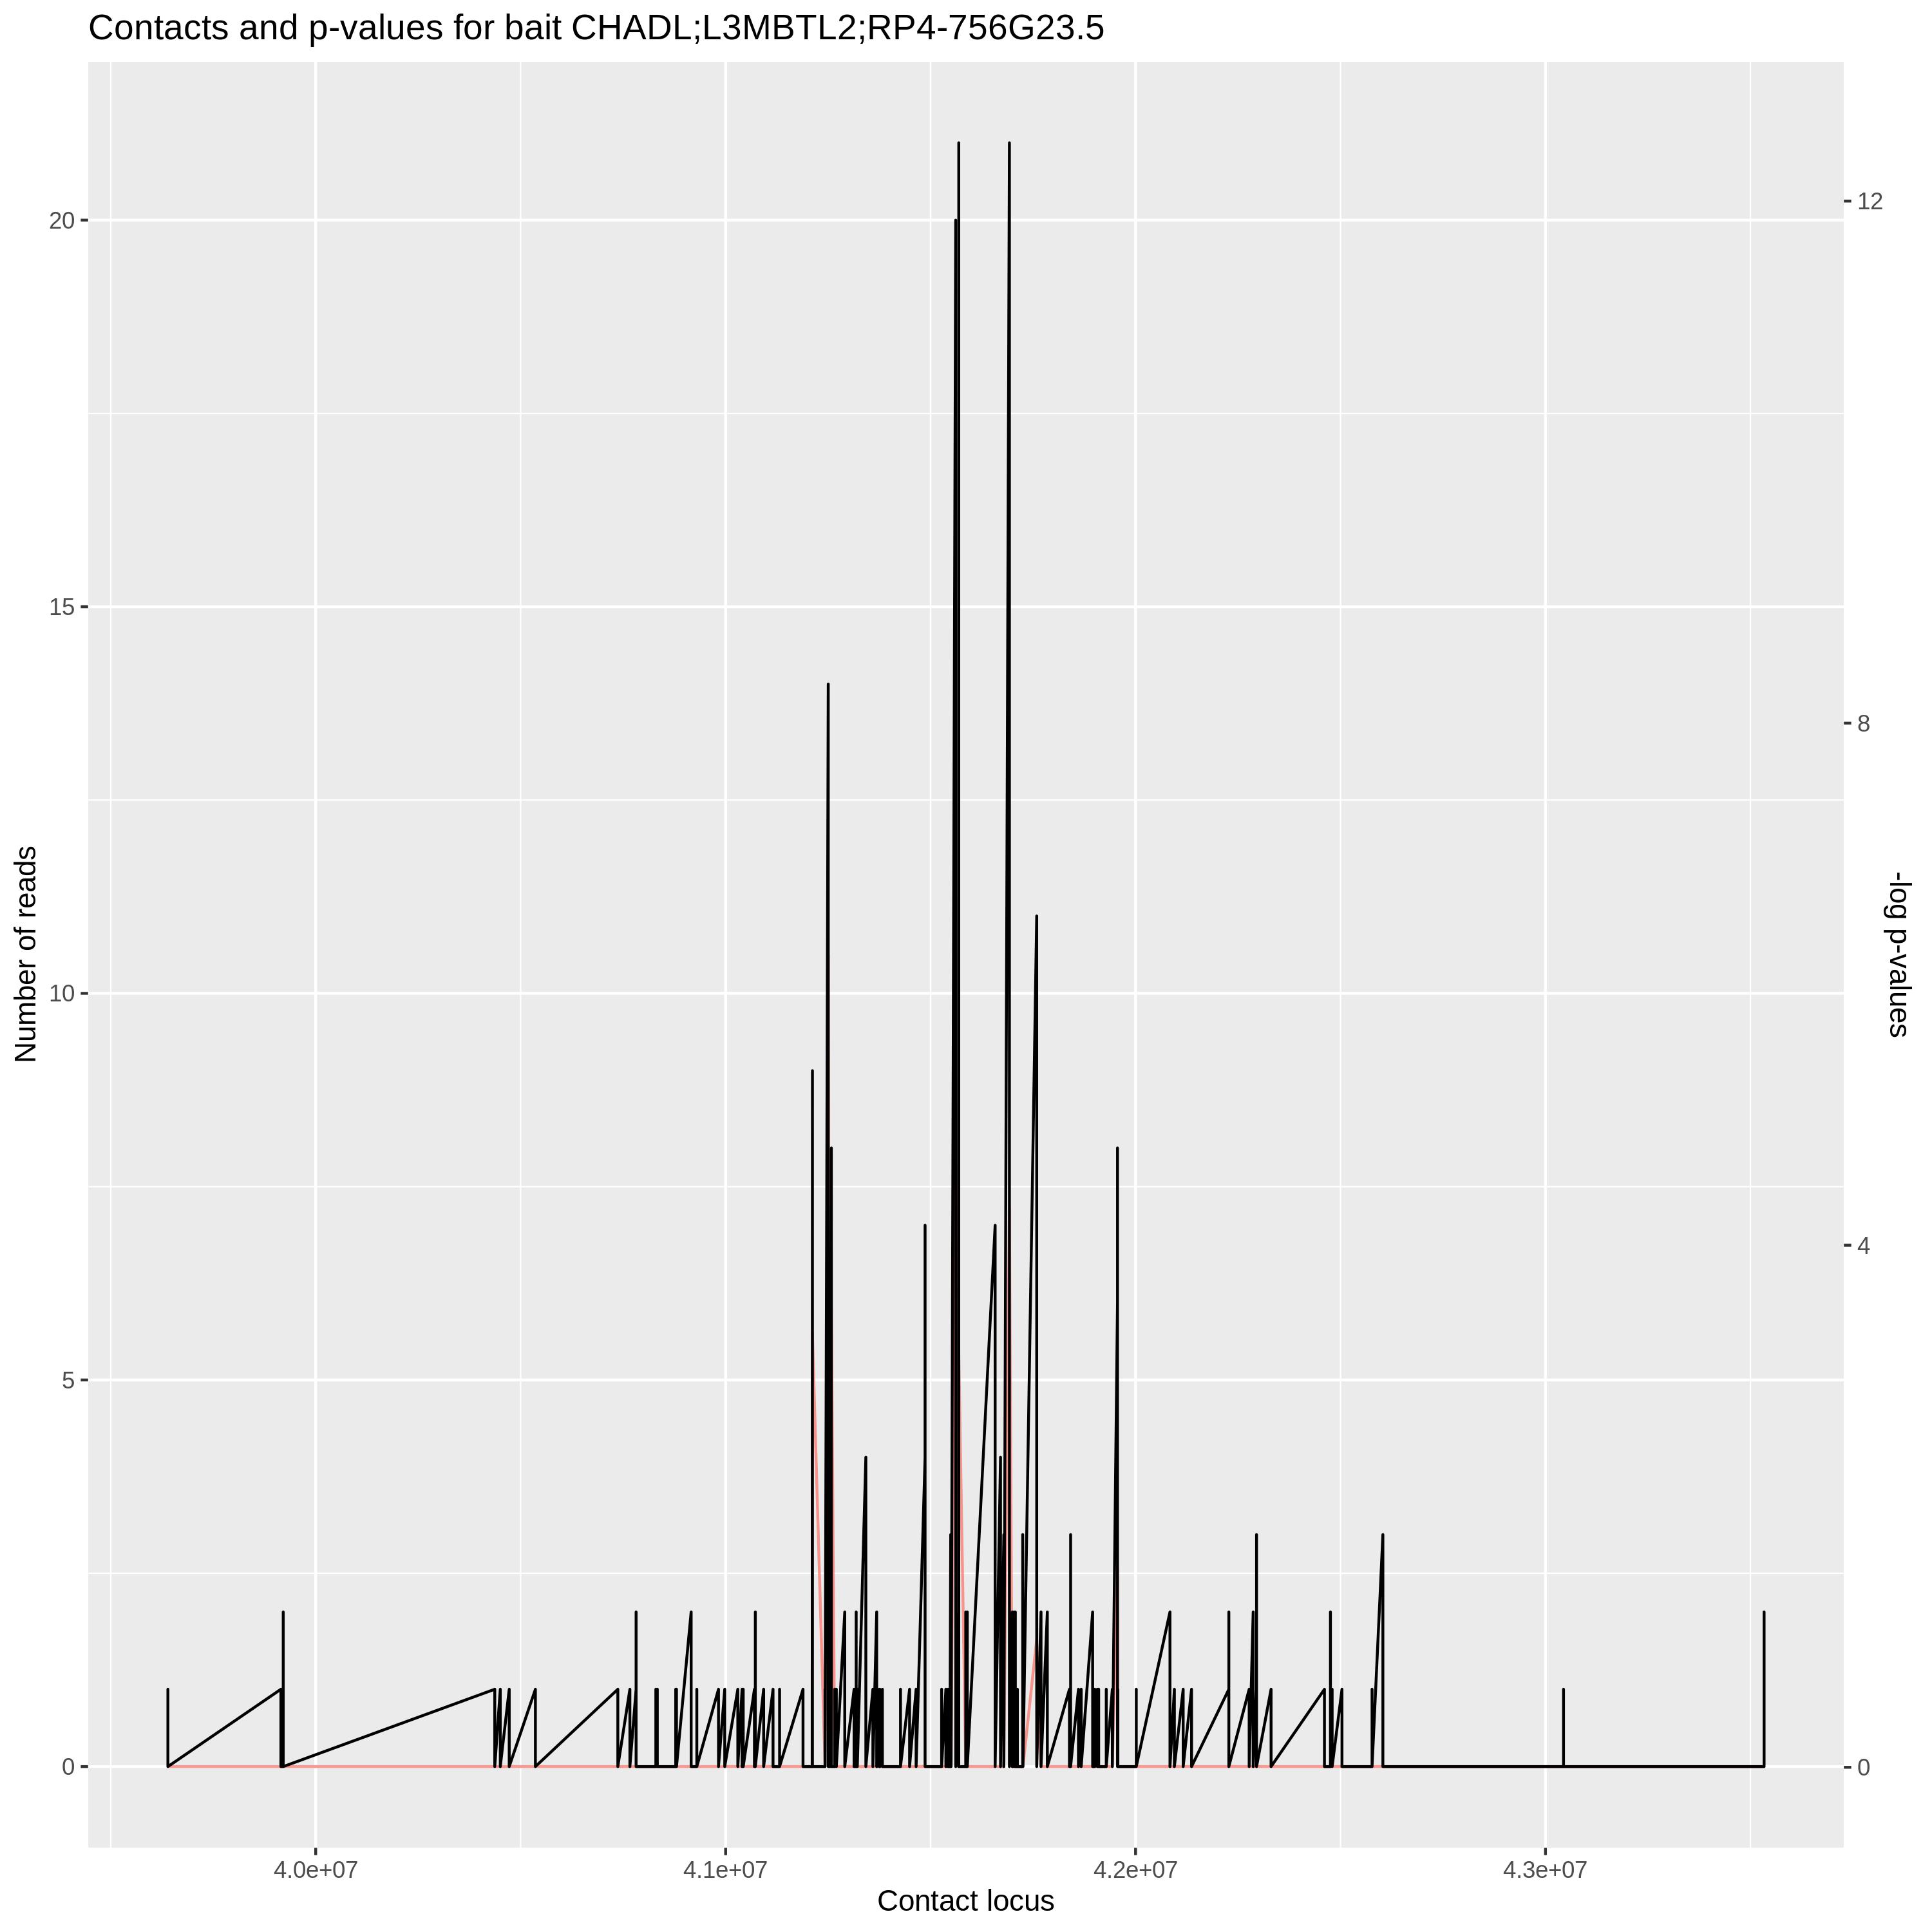 Contacts and p-values for bait CHADL;L3MBTL2;RP4-756G23.5
20
15
10
5
0
Number of reads
12
8
4
0
-log p-values
4.0e+07
4.1e+07
4.2e+07
4.3e+07
Contact locus